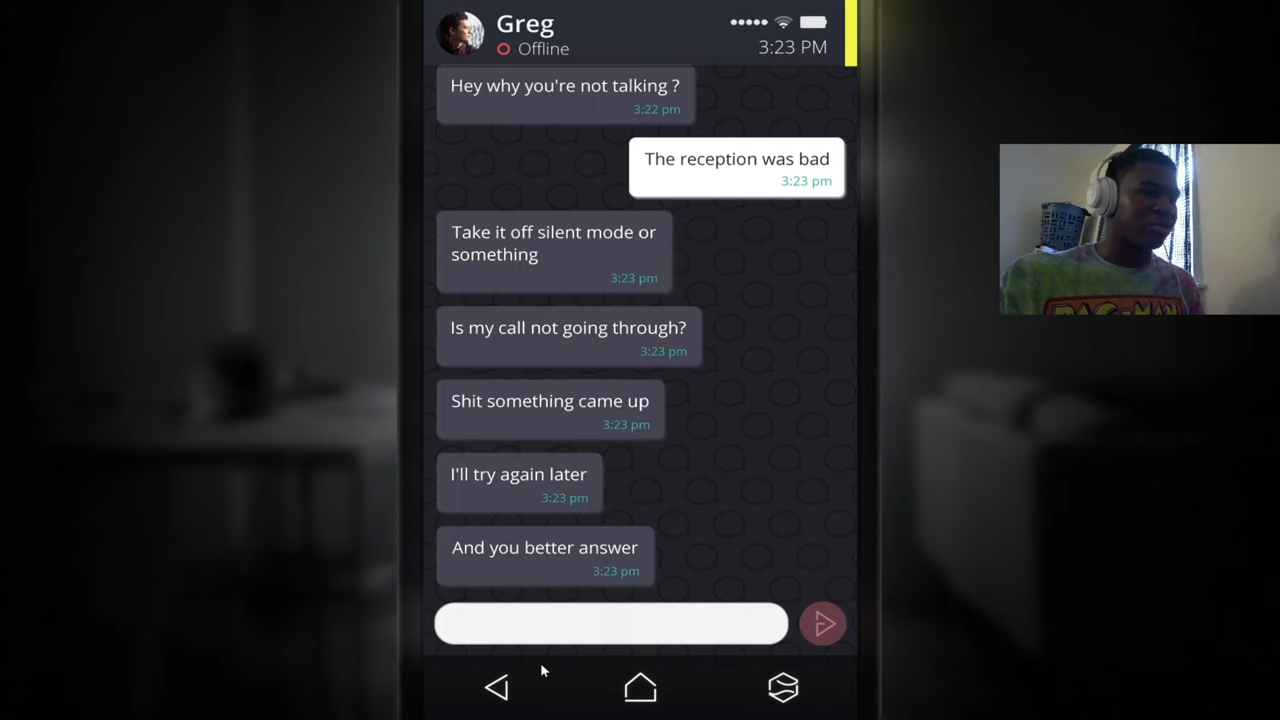 Greg
Offline
3:23 PM
Hey why you're not talking ?
3:22 pm
The reception was bad
3:23 pm
Take it off silent mode or
something
3:23 pm
Is my call not going through?
3:23 pm
Shit something came up
3:23 pm
I'll try again later
3:23 pm
And you better answer
3:23 pm
PAC-MAN